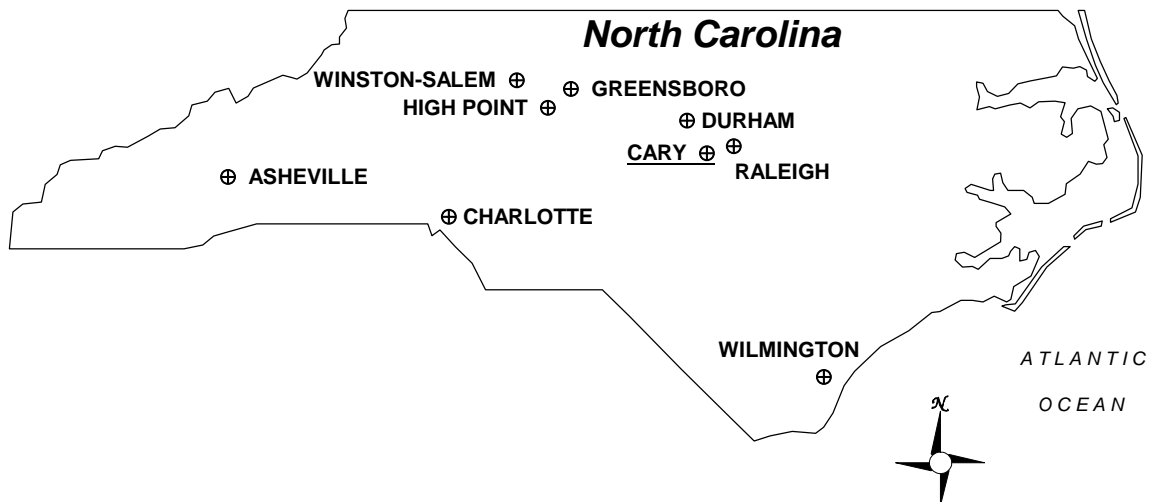 North Carolina
WINSTON-SALEM
GREENSBORO
HIGH POINT
DURHAM
CARY
RALEIGH
ASHEVILLE
CHARLOTTE
WILMINGTON
ATLANTIC
OCEAN
N